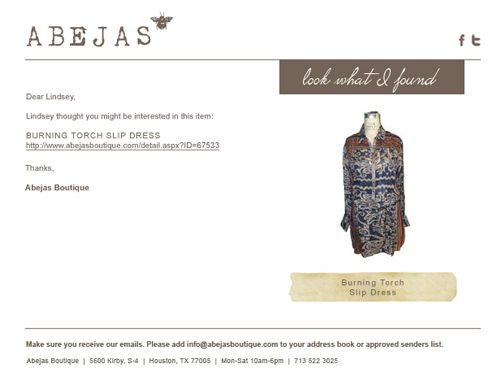 ABEJAS
look what I found
Dear Lindsey,
Lindsey thought you might be interested in this item:
BURNING TORCH SLIP DRESS
http://www.abejasboutique.com/detail.aspx?ID=67533
Thanks,
Abejas Boutique
Burning Torch
Slip Dress
Make sure you receive our emails. Please add info@abejasboutique.com to your address book or approved senders list.
Abejas Boutique | 5600 Kirby, S-4 | Houston, TX 77005 | Mon-Sat 10am-6pm | 713 522 3025